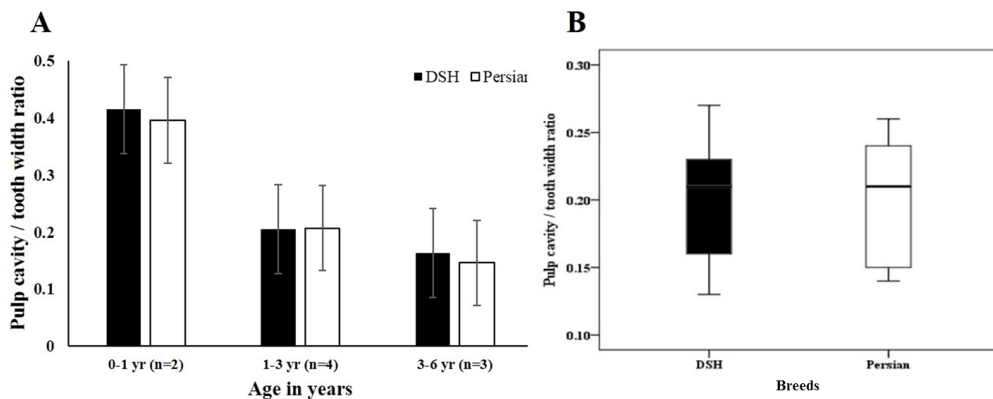 A
Pulp cavity / tooth width ratio
0.5
0.4
0.3
0.2
0.1
0
DSH
Persian
0-1 yr (n=2)
1-3 yr (n=4)
3-6 yr (n=3)
Age in years
B
Pulp cavity / tooth width ratio
0.30
0.25
0.20
0.15
0.10
DSH
Persian
Breeds